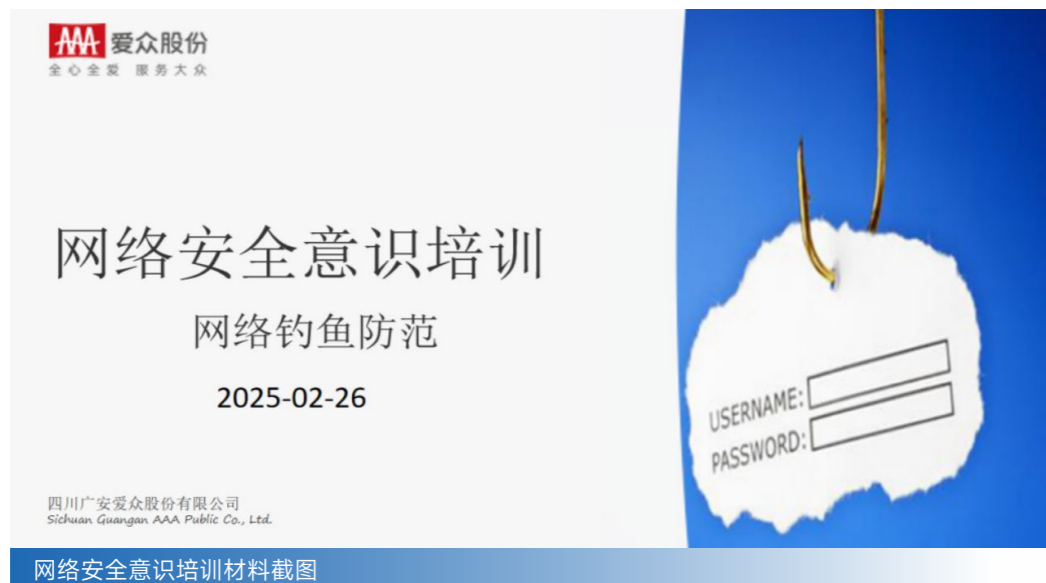 AAA 爱众股份
全心全爱 服务大众
网络安全意识培训
网络钓鱼防范
2025-02-26
USERNAME:
PASSWORD:
四川广安爱众股份有限公司
Sichuan Guangan AAA Public Co., Ltd.
网络安全意识培训材料截图